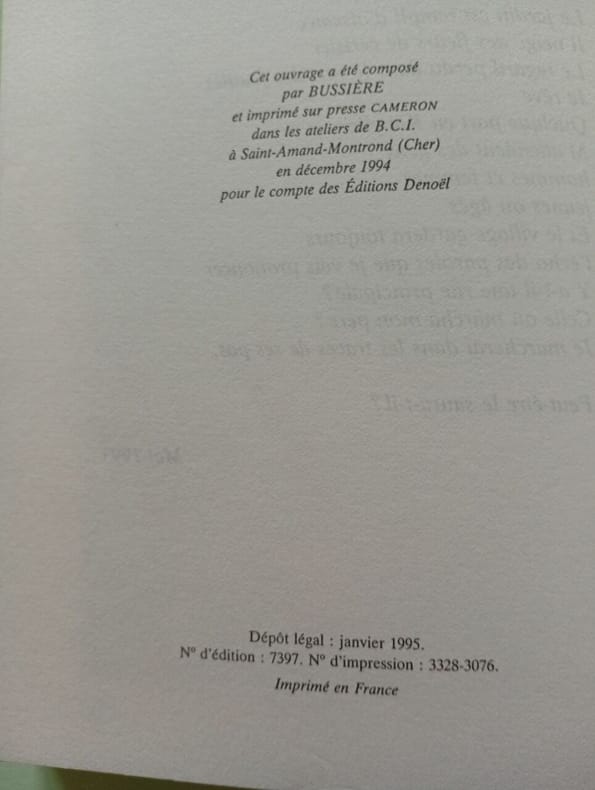 Cet ouvrage a été composé
par BUSSIÈRE
et imprimé sur presse CAMERON
dans les ateliers de B.C.I.
à Saint-Amand-Montrond (Cher)
en décembre 1994
pour le compte des Éditions Denoël
Dépôt légal : janvier 1995.
N° d'édition : 7397. N° d'impression : 3328-3076.
Imprimé en France